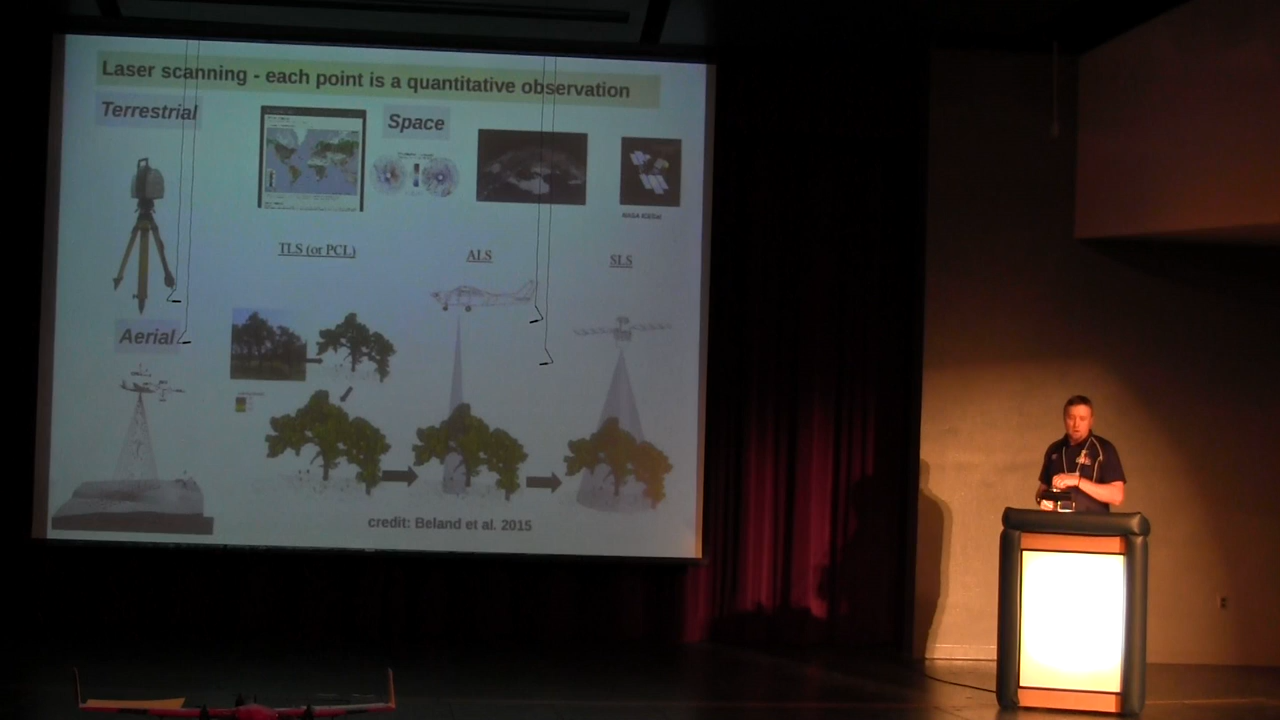 Laser scanning - each point is a quantitative observation
Terrestrial
Space
TLS (or PCL)
ALS
SLS
Aerial
credit: Beland et al. 2015